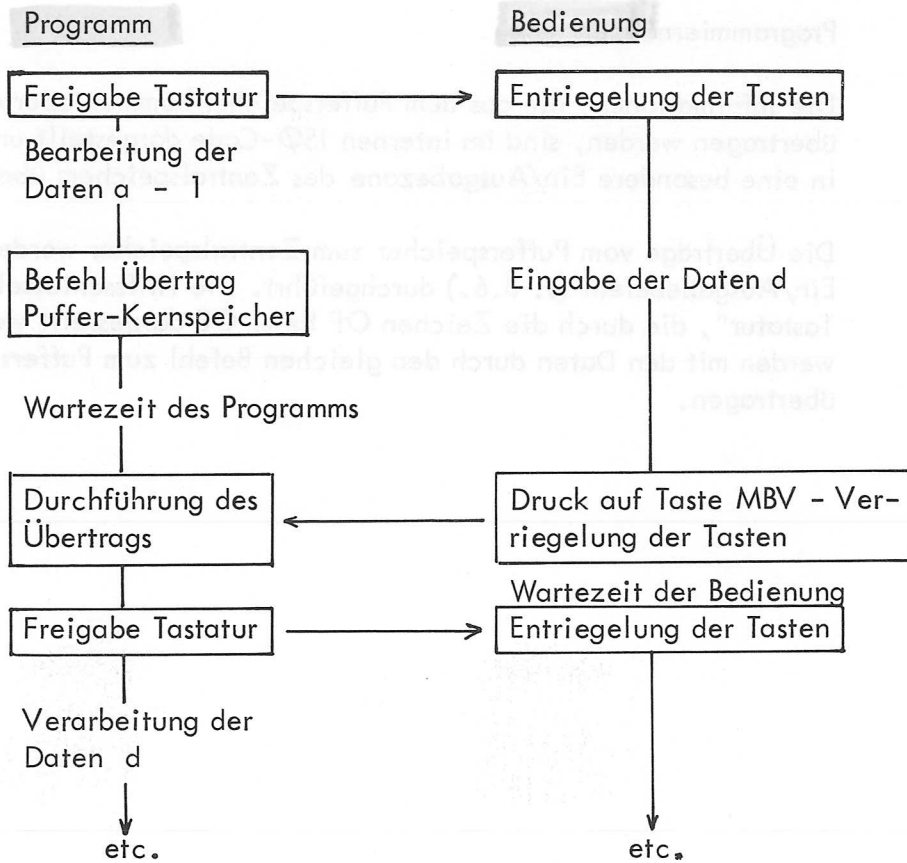 Programm
Freigabe Tastatur
Bearbeitung der
Daten d - 1
Befehl Übertrag
Puffer-Kernspeicher
Wartezeit des Programms
Durchführung des
Übertrags
Freigabe Tastatur
Verarbeitung der
Daten d
etc.
Bedienung
Entriegelung der Tasten
Eingabe der Daten d
Druck auf Taste MBV - Ver-
riegelung der Tasten
Wartezeit der Bedienung
Entriegelung der Tasten
etc.